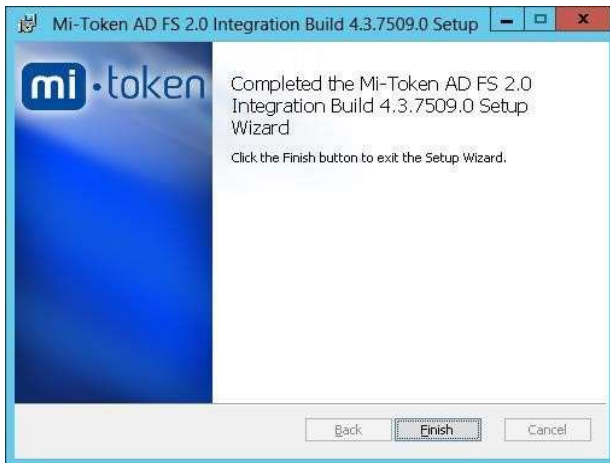 Mi-Token AD FS 2.0 Integration Build 4.3.7509.0 Setup
mi·token
Completed the Mi-Token AD FS 2.0
Integration Build 4.3.7509.0 Setup
Wizard
Click the Finish button to exit the Setup Wizard.
Back Finish Cancel